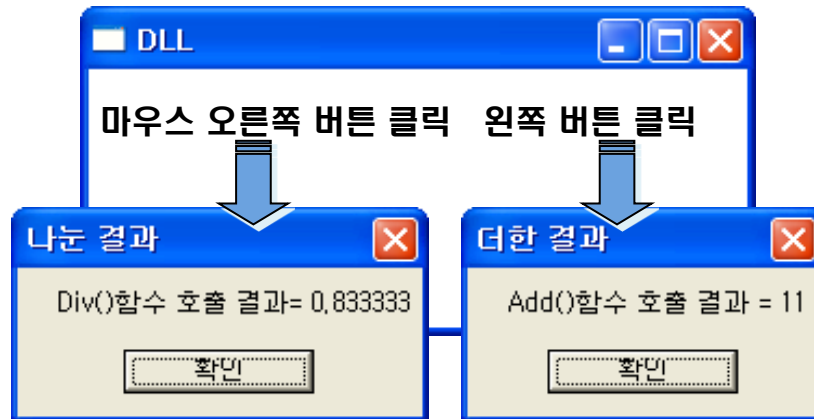 DLL
마우스 오른쪽 버튼 클릭 왼쪽 버튼 클릭
나눈 결과
Div()함수 호출 결과= 0,833333
확인
더한 결과
Add()함수 호출 결과 = 11
확인